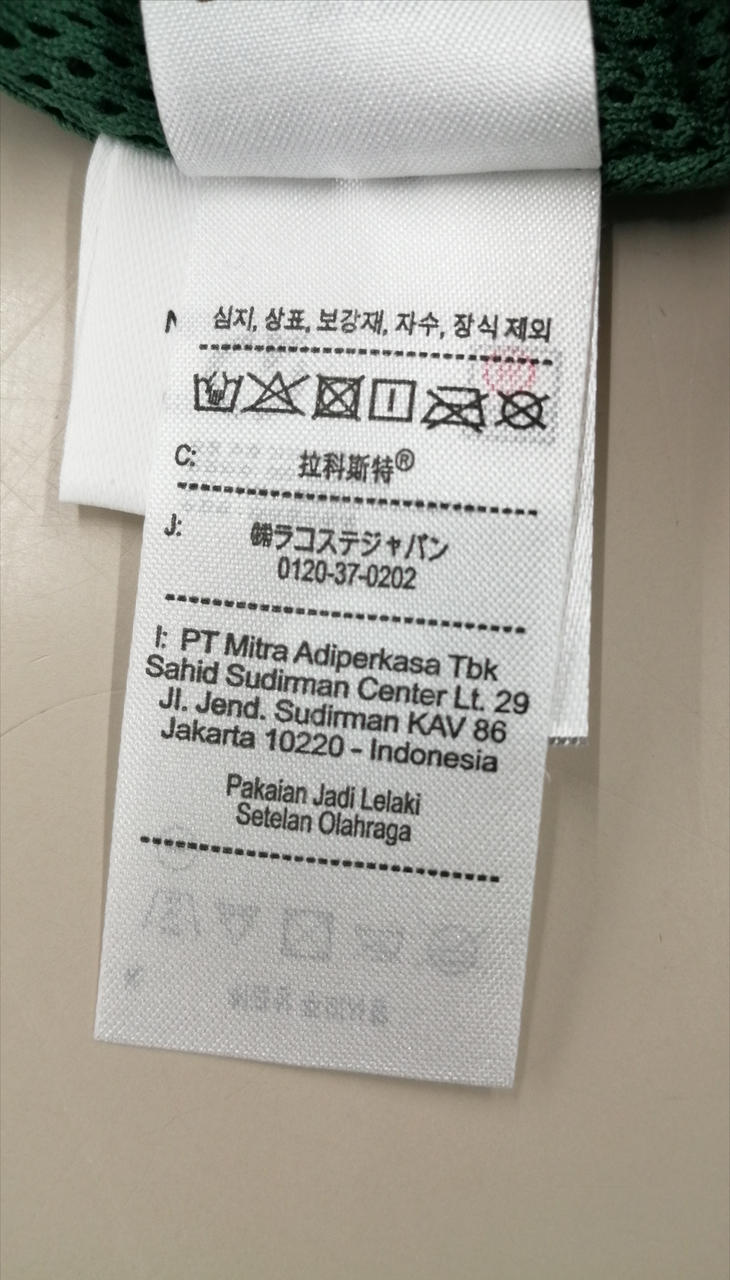 심지, 상표, 보강재, 자수, 장식 제외
C: 拉科斯特®
J: ㈱ラコステジャパン
0120-37-0202
I: PT Mitra Adiperkasa Tbk
Sahid Sudirman Center Lt. 29
Jl. Jend. Sudirman KAV 86
Jakarta 10220 - Indonesia
Pakaian Jadi Lelaki
Setelan Olahraga